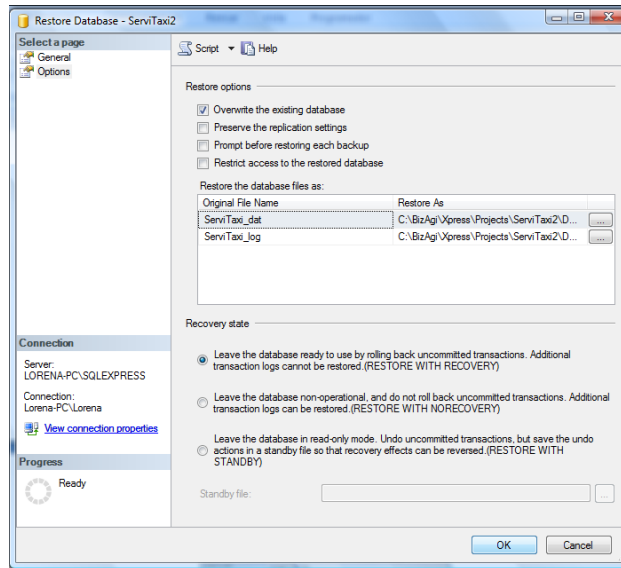 Restore Database - ServiTaxi2
Select a page
General
Options
Script
Help
Restore options
Overwrite the existing database
Preserve the replication settings
Prompt before restoring each backup
Restrict access to the restored database
Restore the database files as:
Original File Name Restore As
ServiTaxi_dat C:\BizAgi\Xpress\Projects\ServiTaxi2\D... ...
ServiTaxi_log C:\BizAgi\Xpress\Projects\ServiTaxi2\D... ...
Recovery state
Leave the database ready to use by rolling back uncommitted transactions. Additional
transaction logs cannot be restored.(RESTORE WITH RECOVERY)
Leave the database non-operational, and do not roll back uncommitted transactions. Additional
transaction logs can be restored.(RESTORE WITH NORECOVERY)
Leave the database in read-only mode. Undo uncommitted transactions, but save the undo
actions in a standby file so that recovery effects can be reversed.(RESTORE WITH
STANDBY)
Standby file: ...
Connection
Server:
LORENA-PC\SQLEXPRESS
Connection:
Lorena-PC\Lorena
View connection properties
Progress
Ready
OK Cancel